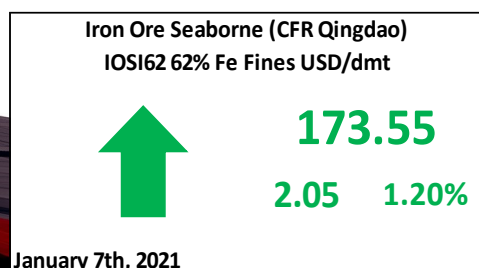 Iron Ore Seaborne (CFR Qingdao)
IOSI62 62% Fe Fines USD/dmt
173.55
2.05 1.20%
January 7th, 2021